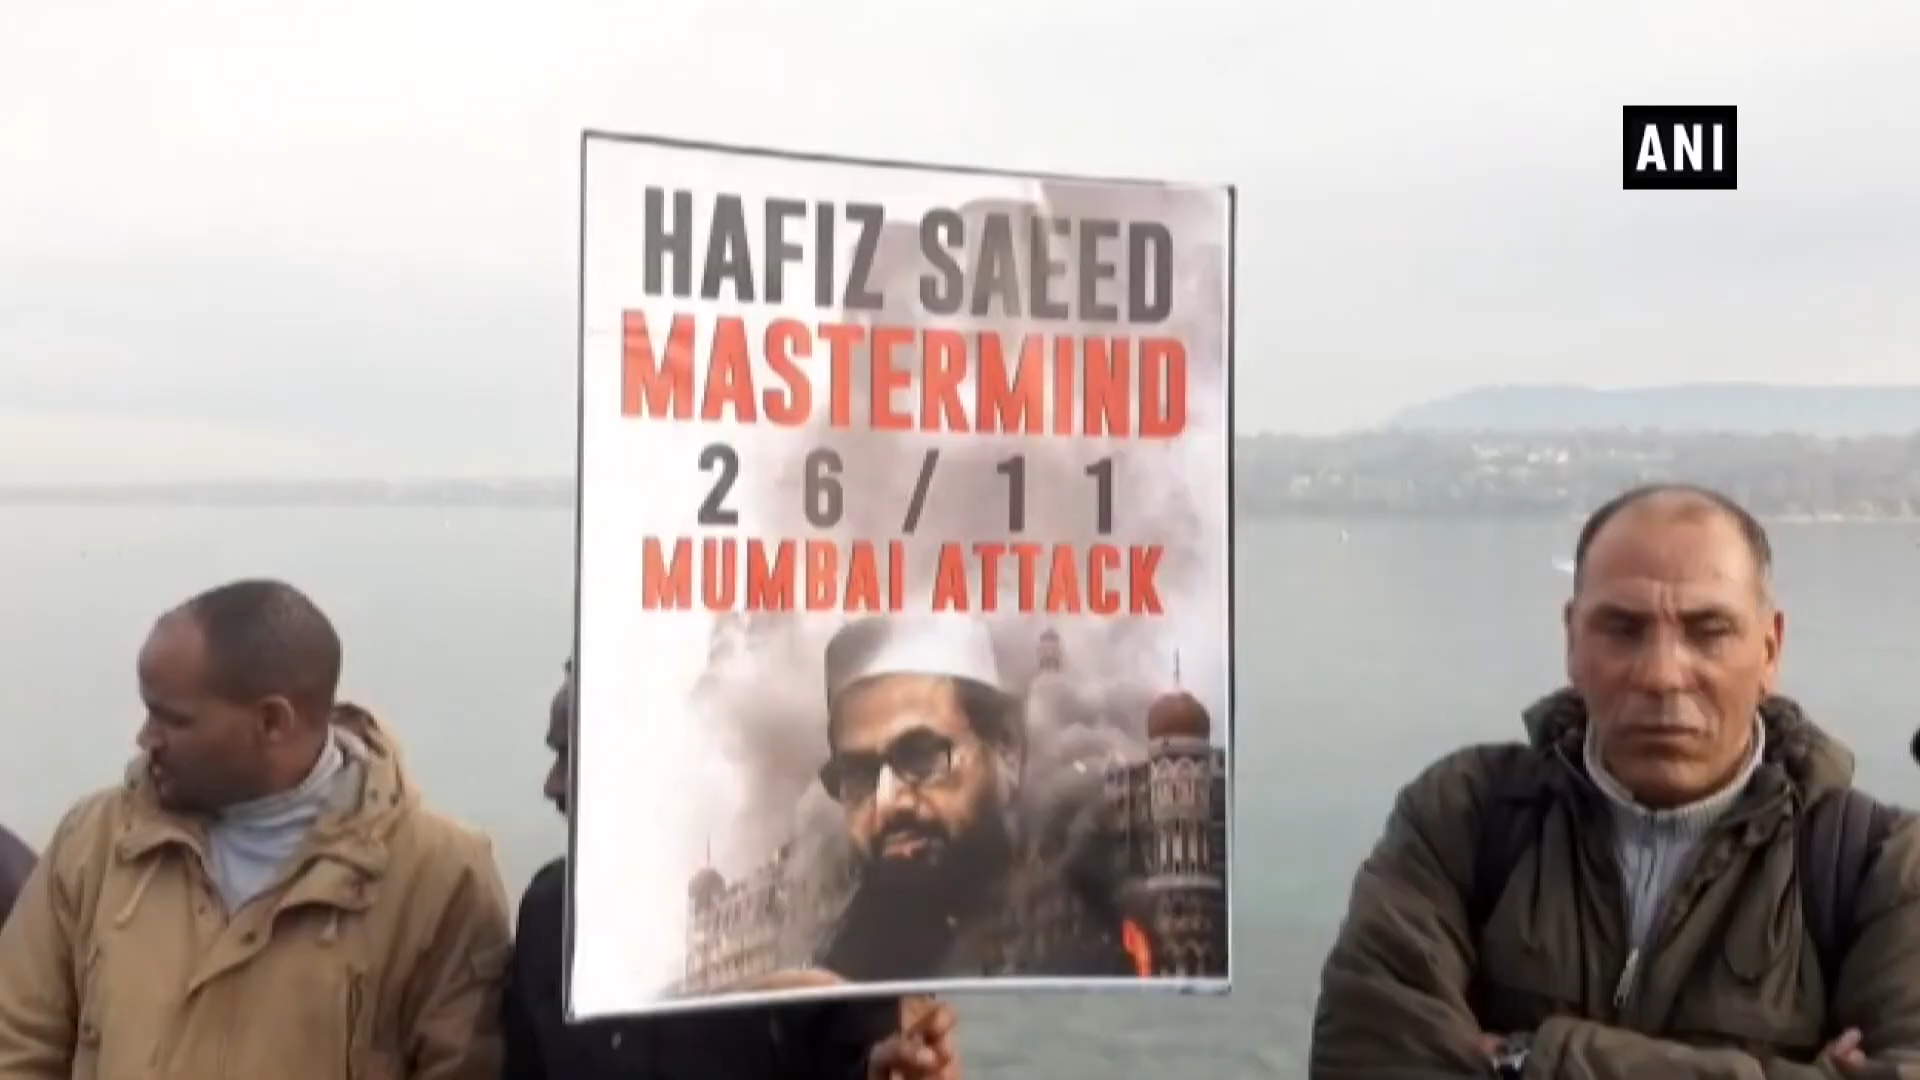 ANI
HAFIZ SAEED
MASTERMIND
26/11
MUMBAI ATTACK